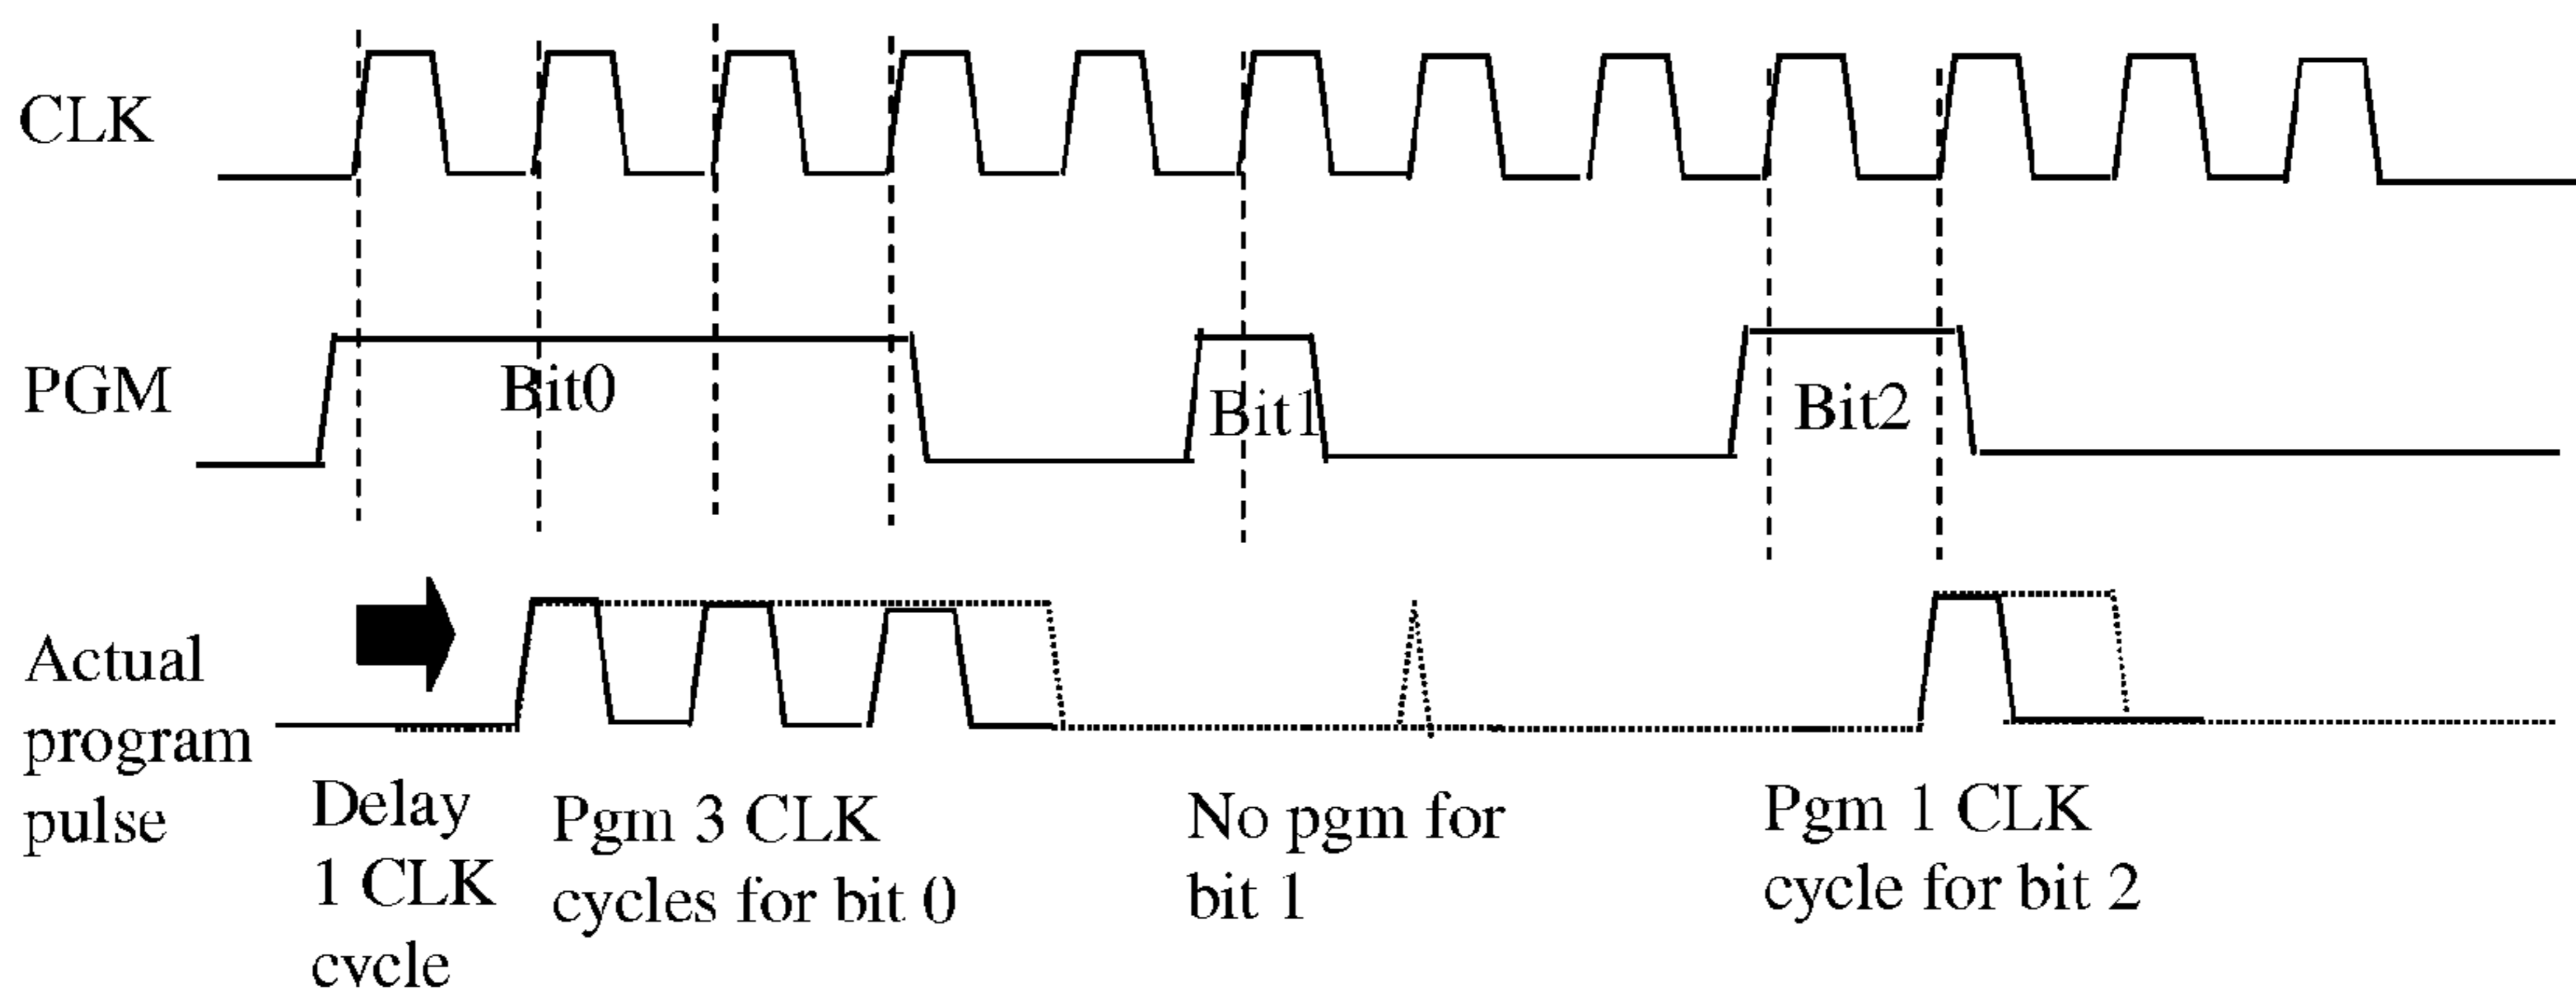 CLK
PGM
Bit0
Bit1
Bit2
Actual
program
pulse
Delay
1 CLK
cvcle
Pgm 3 CLK
cycles for bit 0
No pgm for
bit 1
Pgm 1 CLK
cycle for bit 2